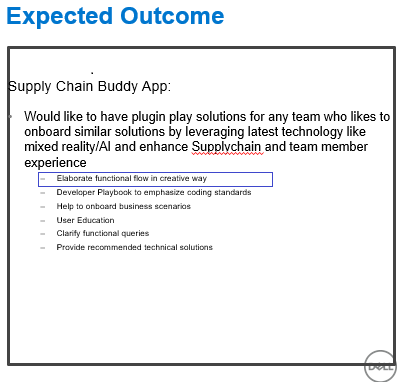 Expected Outcome
Supply Chain Buddy App:
Would like to have plugin play solutions for any team who likes to
onboard similar solutions by leveraging latest technology like
mixed reality/AI and enhance Supplychain and team member
experience
– Elaborate functional flow in creative way
– Developer Playbook to emphasize coding standards
– Help to onboard business scenarios
– User Education
– Clarify functional queries
– Provide recommended technical solutions
DELL